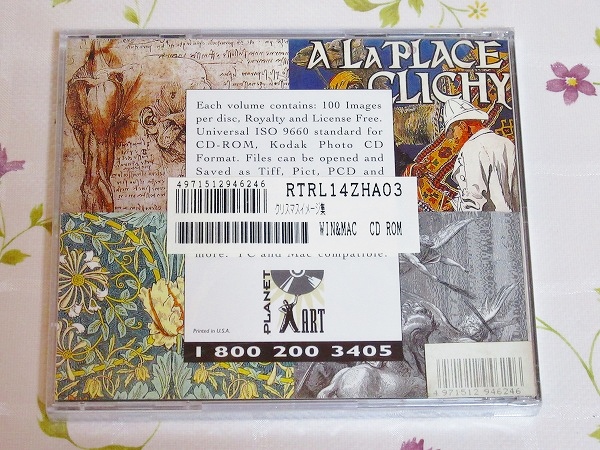 A LA PLACE
CLICHY
Each volume contains: 100 Images
per disc, Royalty and License Free.
Universal ISO 9660 standard for
CD-ROM, Kodak Photo CD
Format. Files can be opened and
Saved as Tiff, Pict, PCD and
4971512946246
RTRL14ZHA03
クリスマスイメージ集
WIN&MAC CD ROM
more. PC and Mac compatible.
PLANET
ART
Printed in U.S.A.
1 800 200 3405
4 971512 946246